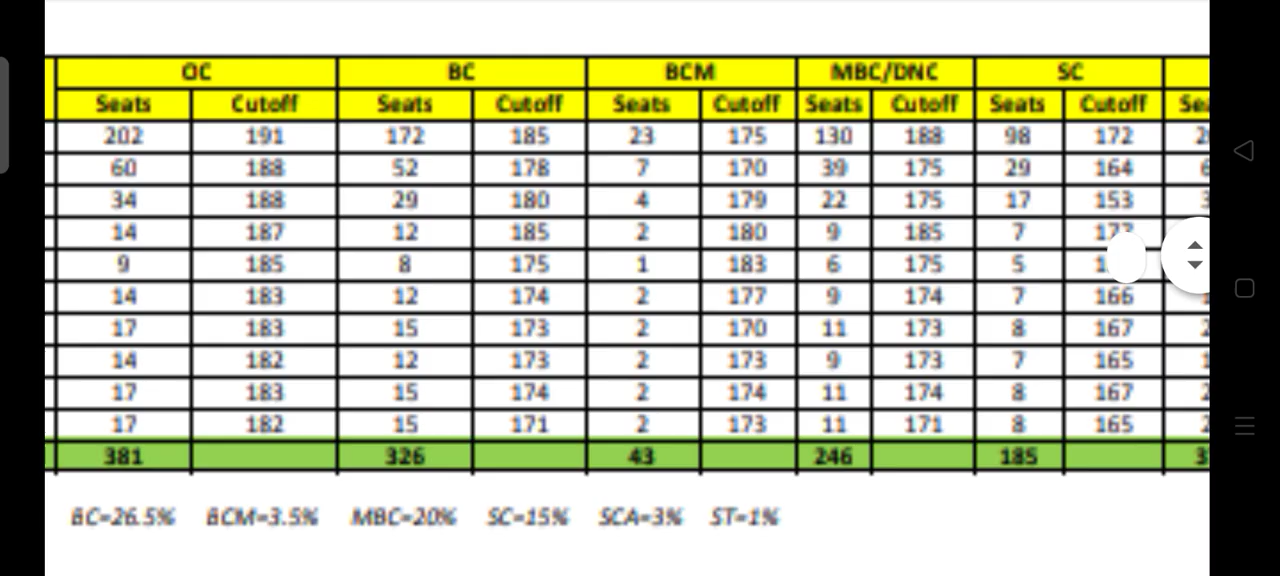 OC BC BCM MBC/DNC SC
Seats Cutoff Seats Cutoff Seats Cutoff Seats Cutoff Seats Cutoff
202 191 172 185 23 175 130 188 98 172
60 188 52 178 7 170 39 175 29 164
34 188 29 180 4 179 22 175 17 153
14 187 12 185 2 180 9 185 7
9 185 8 175 1 183 6 175 5
14 183 12 174 2 177 9 174 7 166
17 183 15 173 2 170 11 173 8 167
14 182 12 173 2 173 9 173 7 165
17 183 15 174 2 174 11 174 8 167
17 182 15 171 2 173 11 171 8 165
381 326 43 246 185
BC=26.5% BCM=3.5% MBC=20% SC=15% SCA=3% ST=1%